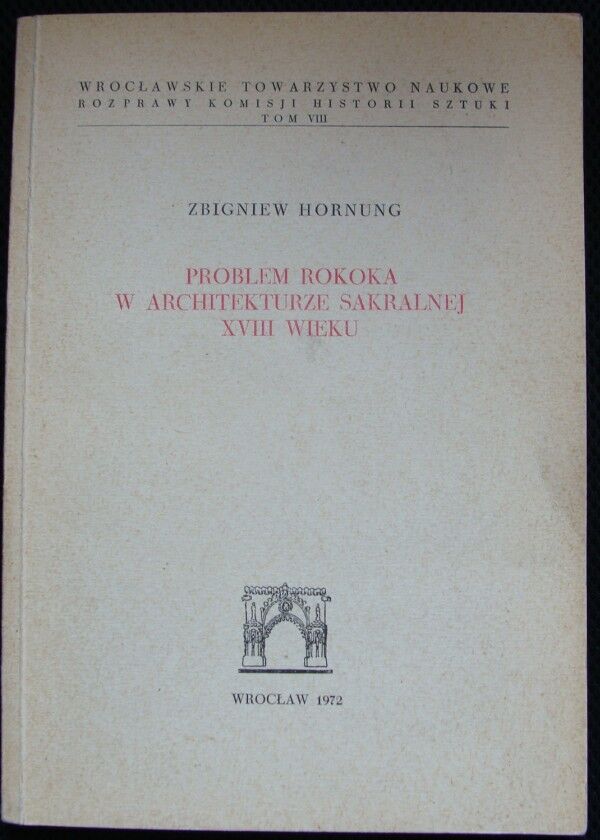 WROCŁAWSKIE TOWARZYSTWO NAUKOWE
ROZPRAWY KOMISJI HISTORII SZTUKI
TOM VIII
ZBIGNIEW HORNUNG
PROBLEM ROKOKA
W ARCHITEKTURZE SAKRALNEJ
XVIII WIEKU
WROCŁAW 1972